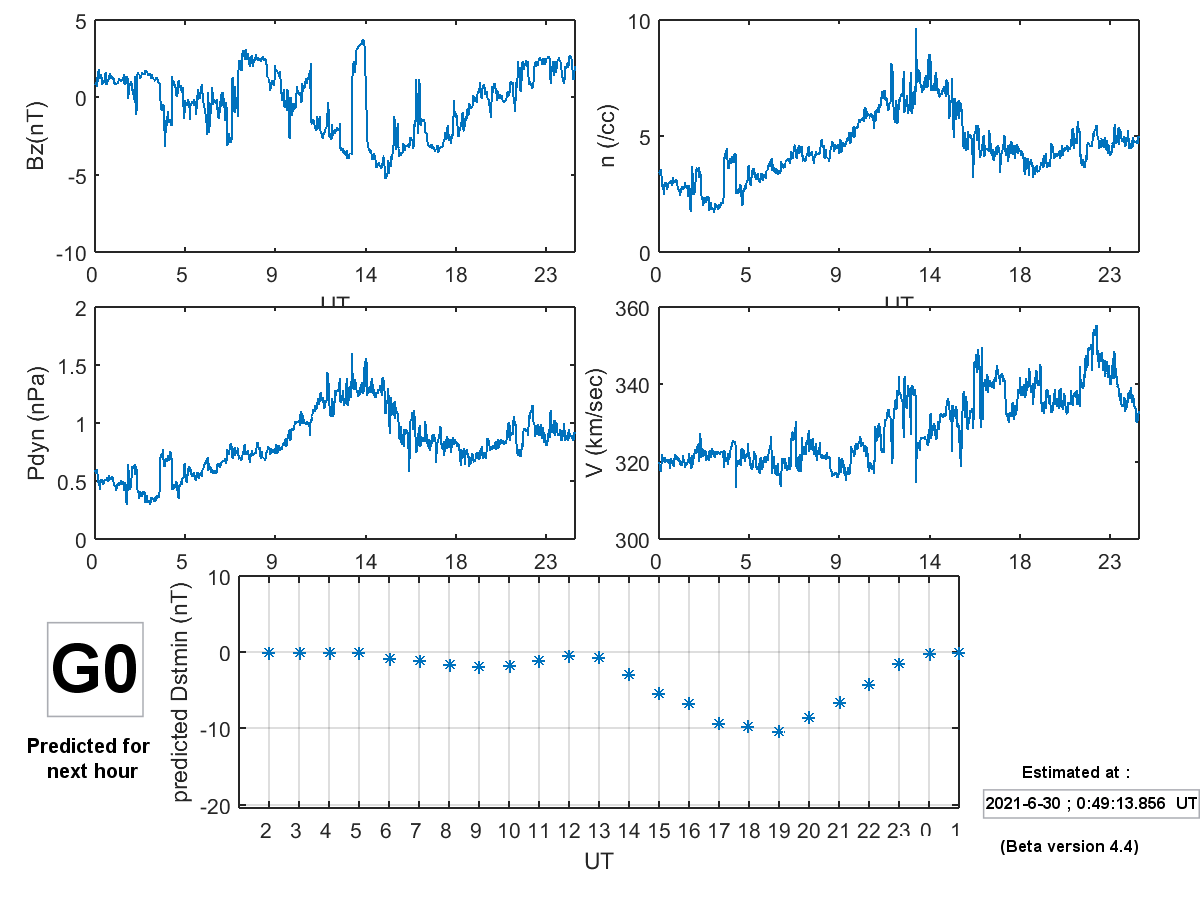 5
0
-5
-10
Bz(nT)
0 5 9 14 18 23
UT
10
5
0
n (/cc)
0 5 9 14 18 23
UT
2
1.5
1
0.5
0
Pdyn (nPa)
0 5 9 14 18 23
360
340
320
300
V (km/sec)
0 5 9 14 18 23
10
0
-10
-20
predicted Dstmin (nT)
2 3 4 5 6 7 8 9 10 11 12 13 14 15 16 17 18 19 20 21 22 23 0 1
UT
G0
Predicted for
next hour
Estimated at :
2021-6-30 ; 0:49:13.856 UT
(Beta version 4.4)